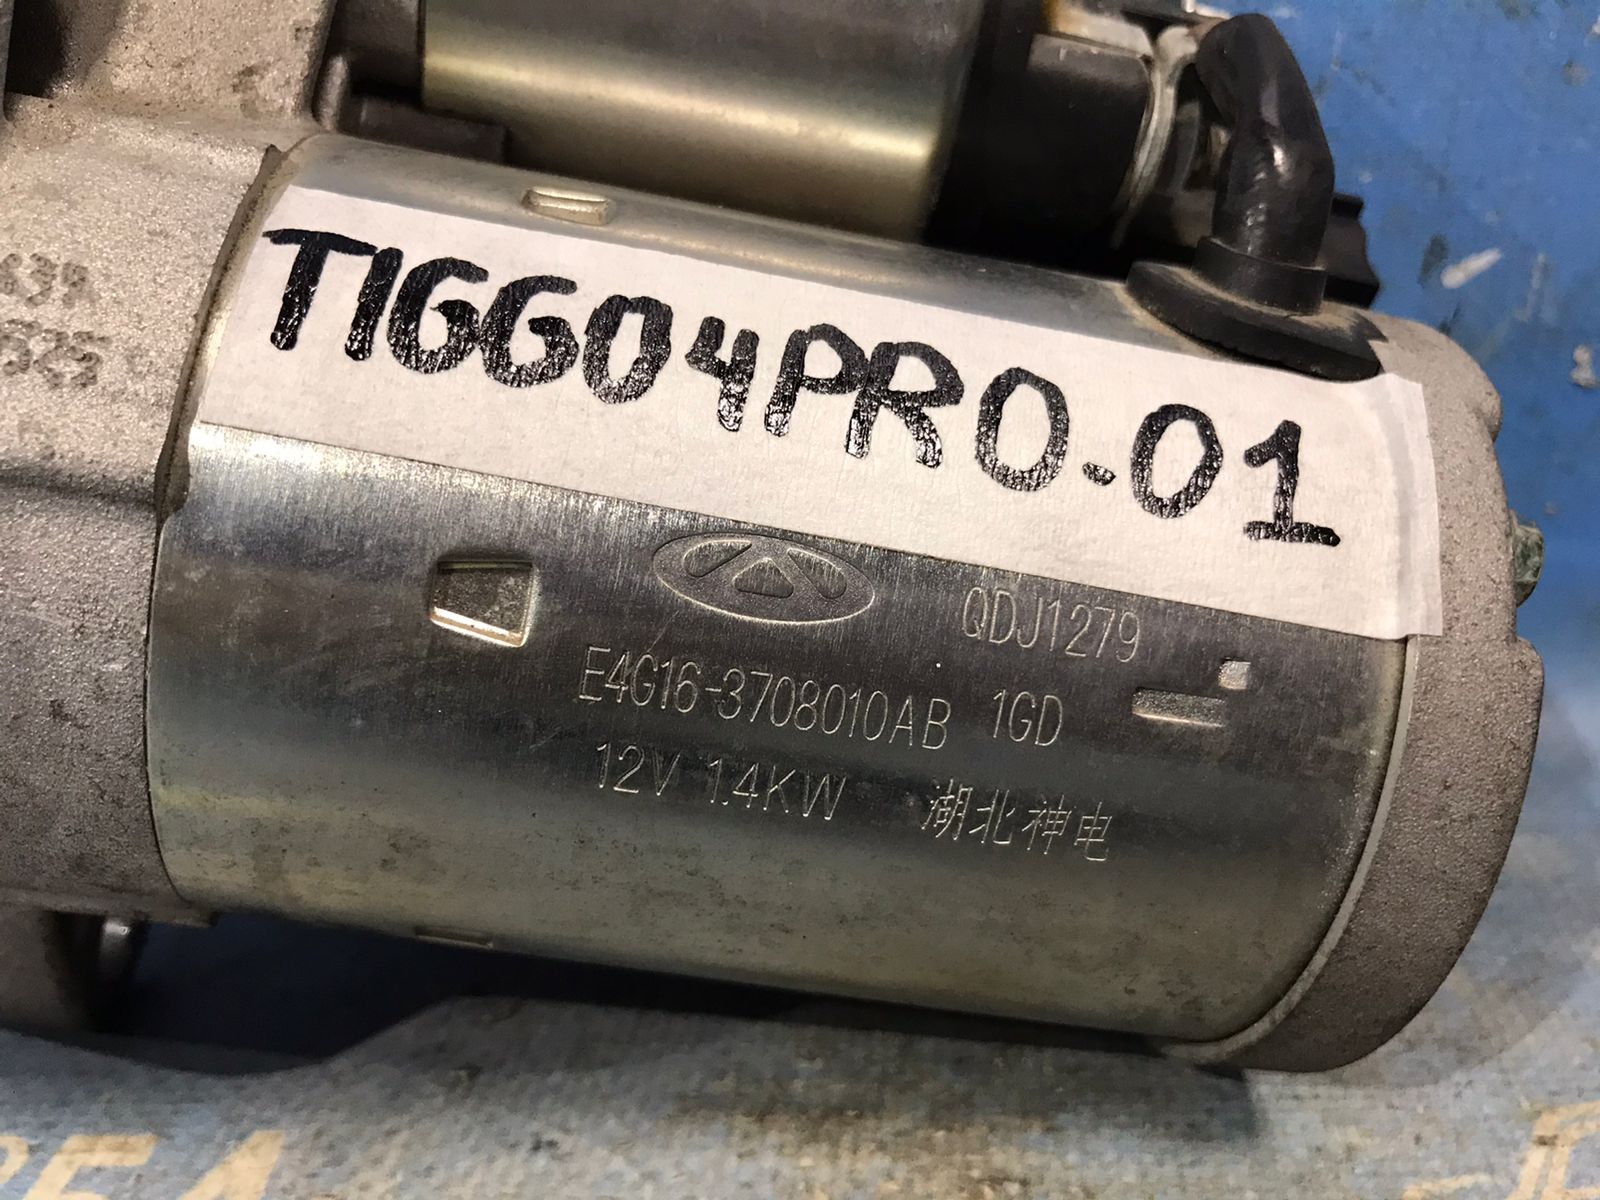 TIGGO4PRO-01
QDJ1279
E4G16-3708010AB 1GD
12V 1.4KW 湖北神电